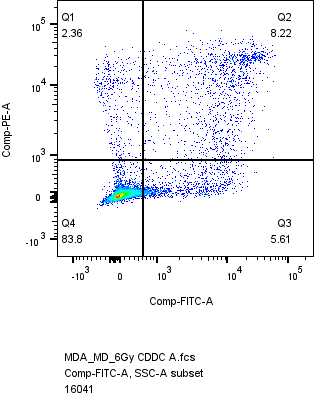 Q1
2.36
Q2
8.22
10^5
10^4
10^3
0
-10^3
Comp-PE-A
Q4
83.8
Q3
5.61
-10^3 0 10^3 10^4 10^5
Comp-FITC-A
MDA_MD_6Gy CDDC A.fcs
Comp-FITC-A, SSC-A subset
16041